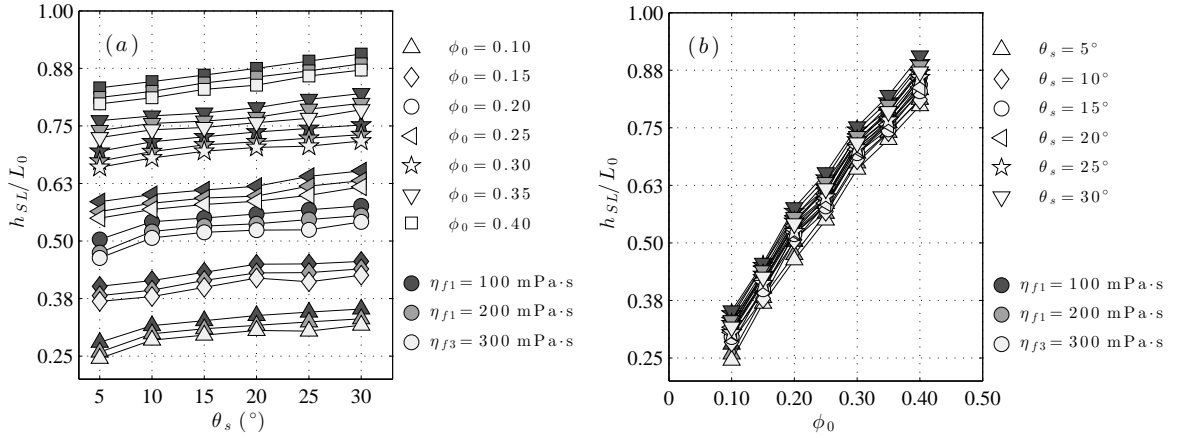 (a)
h_SL/L_0
1.00
0.88
0.75
0.63
0.50
0.38
0.25
5 10 15 20 25 30
θ_s (°)
ϕ_0 = 0.10
ϕ_0 = 0.15
ϕ_0 = 0.20
ϕ_0 = 0.25
ϕ_0 = 0.30
ϕ_0 = 0.35
ϕ_0 = 0.40
η_f1 = 100 mPa·s
η_f1 = 200 mPa·s
η_f3 = 300 mPa·s
(b)
h_SL/L_0
1.00
0.88
0.75
0.63
0.50
0.38
0.25
0 0.10 0.20 0.30 0.40 0.50
ϕ_0
θ_s = 5°
θ_s = 10°
θ_s = 15°
θ_s = 20°
θ_s = 25°
θ_s = 30°
η_f1 = 100 mPa·s
η_f1 = 200 mPa·s
η_f3 = 300 mPa·s